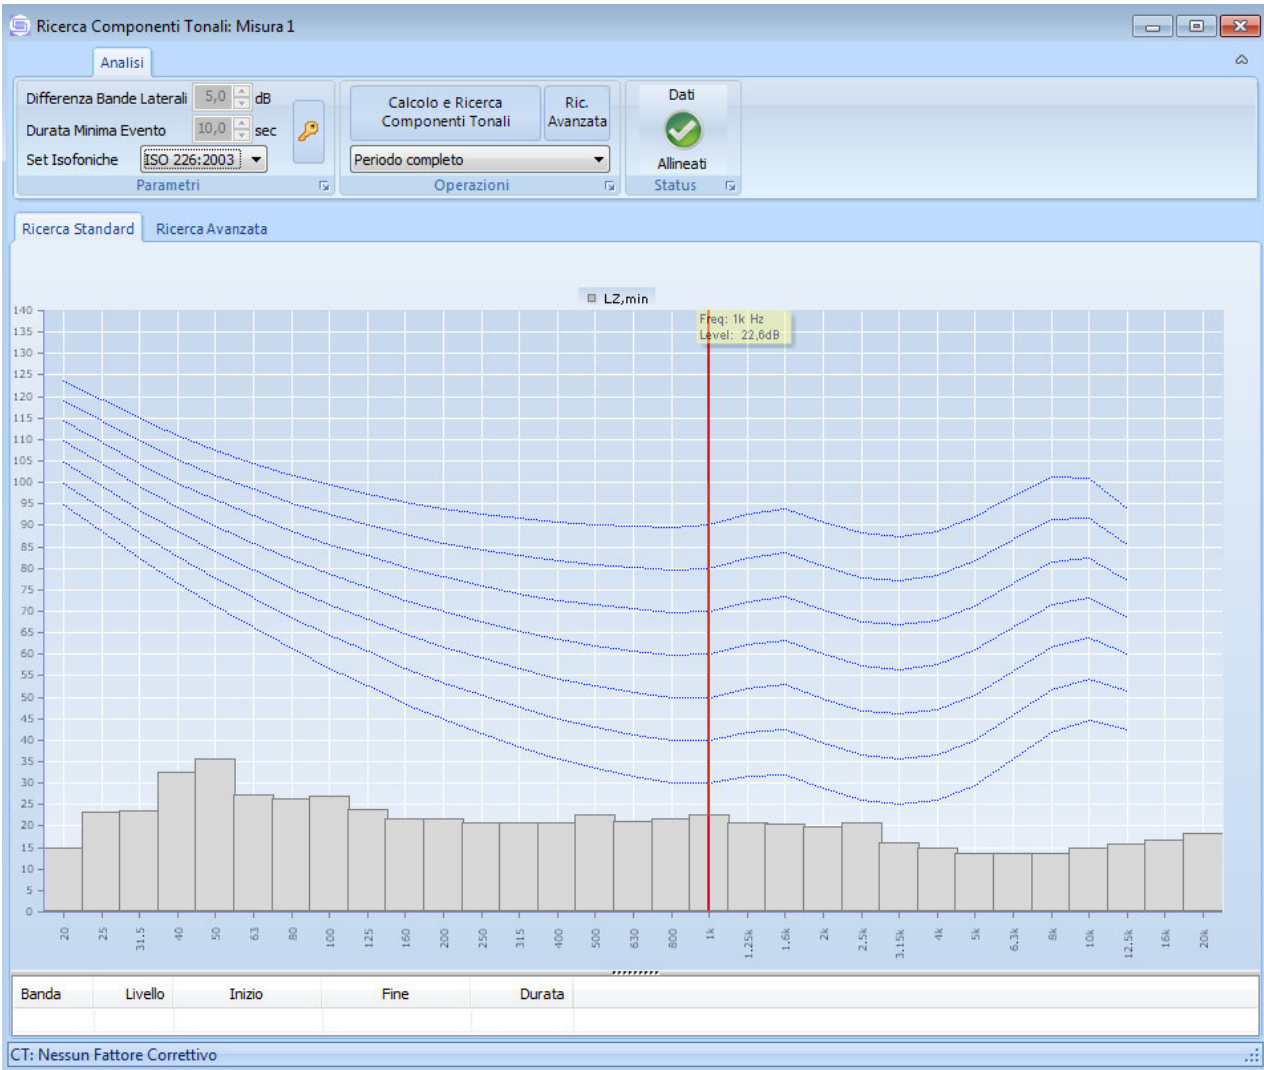 Ricerca Componenti Tonali: Misura 1
Analisi
Differenza Bande Laterali 5,0 dB
Durata Minima Evento 10,0 sec
Set Isofoniche ISO 226:2003
Parametri
Calcolo e Ricerca
Componenti Tonali
Ric.
Avanzata
Periodo completo
Operazioni
Dati
Allineati
Status
Ricerca Standard Ricerca Avanzata
LZ,min
Freq: 1k Hz
Level: 22,6dB
140
135
130
125
120
115
110
105
100
95
90
85
80
75
70
65
60
55
50
45
40
35
30
25
20
15
10
5
0
20 25 31.5 40 50 63 80 100 125 160 200 250 315 400 500 630 800 1k 1.25k 1.6k 2k 2.5k 3.15k 4k 5k 6.3k 8k 10k 12.5k 16k 20k
Banda Livello Inizio Fine Durata
CT: Nessun Fattore Correttivo